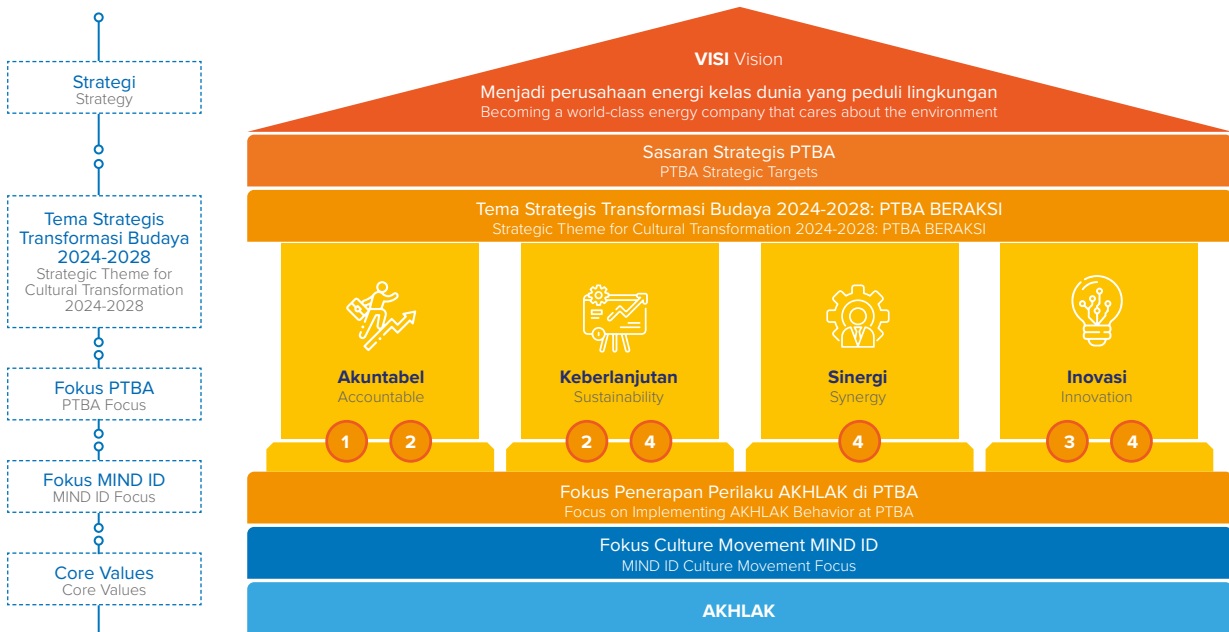 Strategi
Strategy
Tema Strategis
Transformasi Budaya
2024-2028
Strategic Theme for
Cultural Transformation
2024-2028
Fokus PTBA
PTBA Focus
Fokus MIND ID
MIND ID Focus
Core Values
Core Values
VISI Vision
Menjadi perusahaan energi kelas dunia yang peduli lingkungan
Becoming a world-class energy company that cares about the environment
Sasaran Strategis PTBA
PTBA Strategic Targets
Tema Strategis Transformasi Budaya 2024-2028: PTBA BERAKSI
Strategic Theme for Cultural Transformation 2024-2028: PTBA BERAKSI
Akuntabel
Accountable
1 2
Keberlanjutan
Sustainability
2 4
Sinergi
Synergy
4
Inovasi
Innovation
3 4
Fokus Penerapan Perilaku AKHLAK di PTBA
Focus on Implementing AKHLAK Behavior at PTBA
Fokus Culture Movement MIND ID
MIND ID Culture Movement Focus
AKHLAK